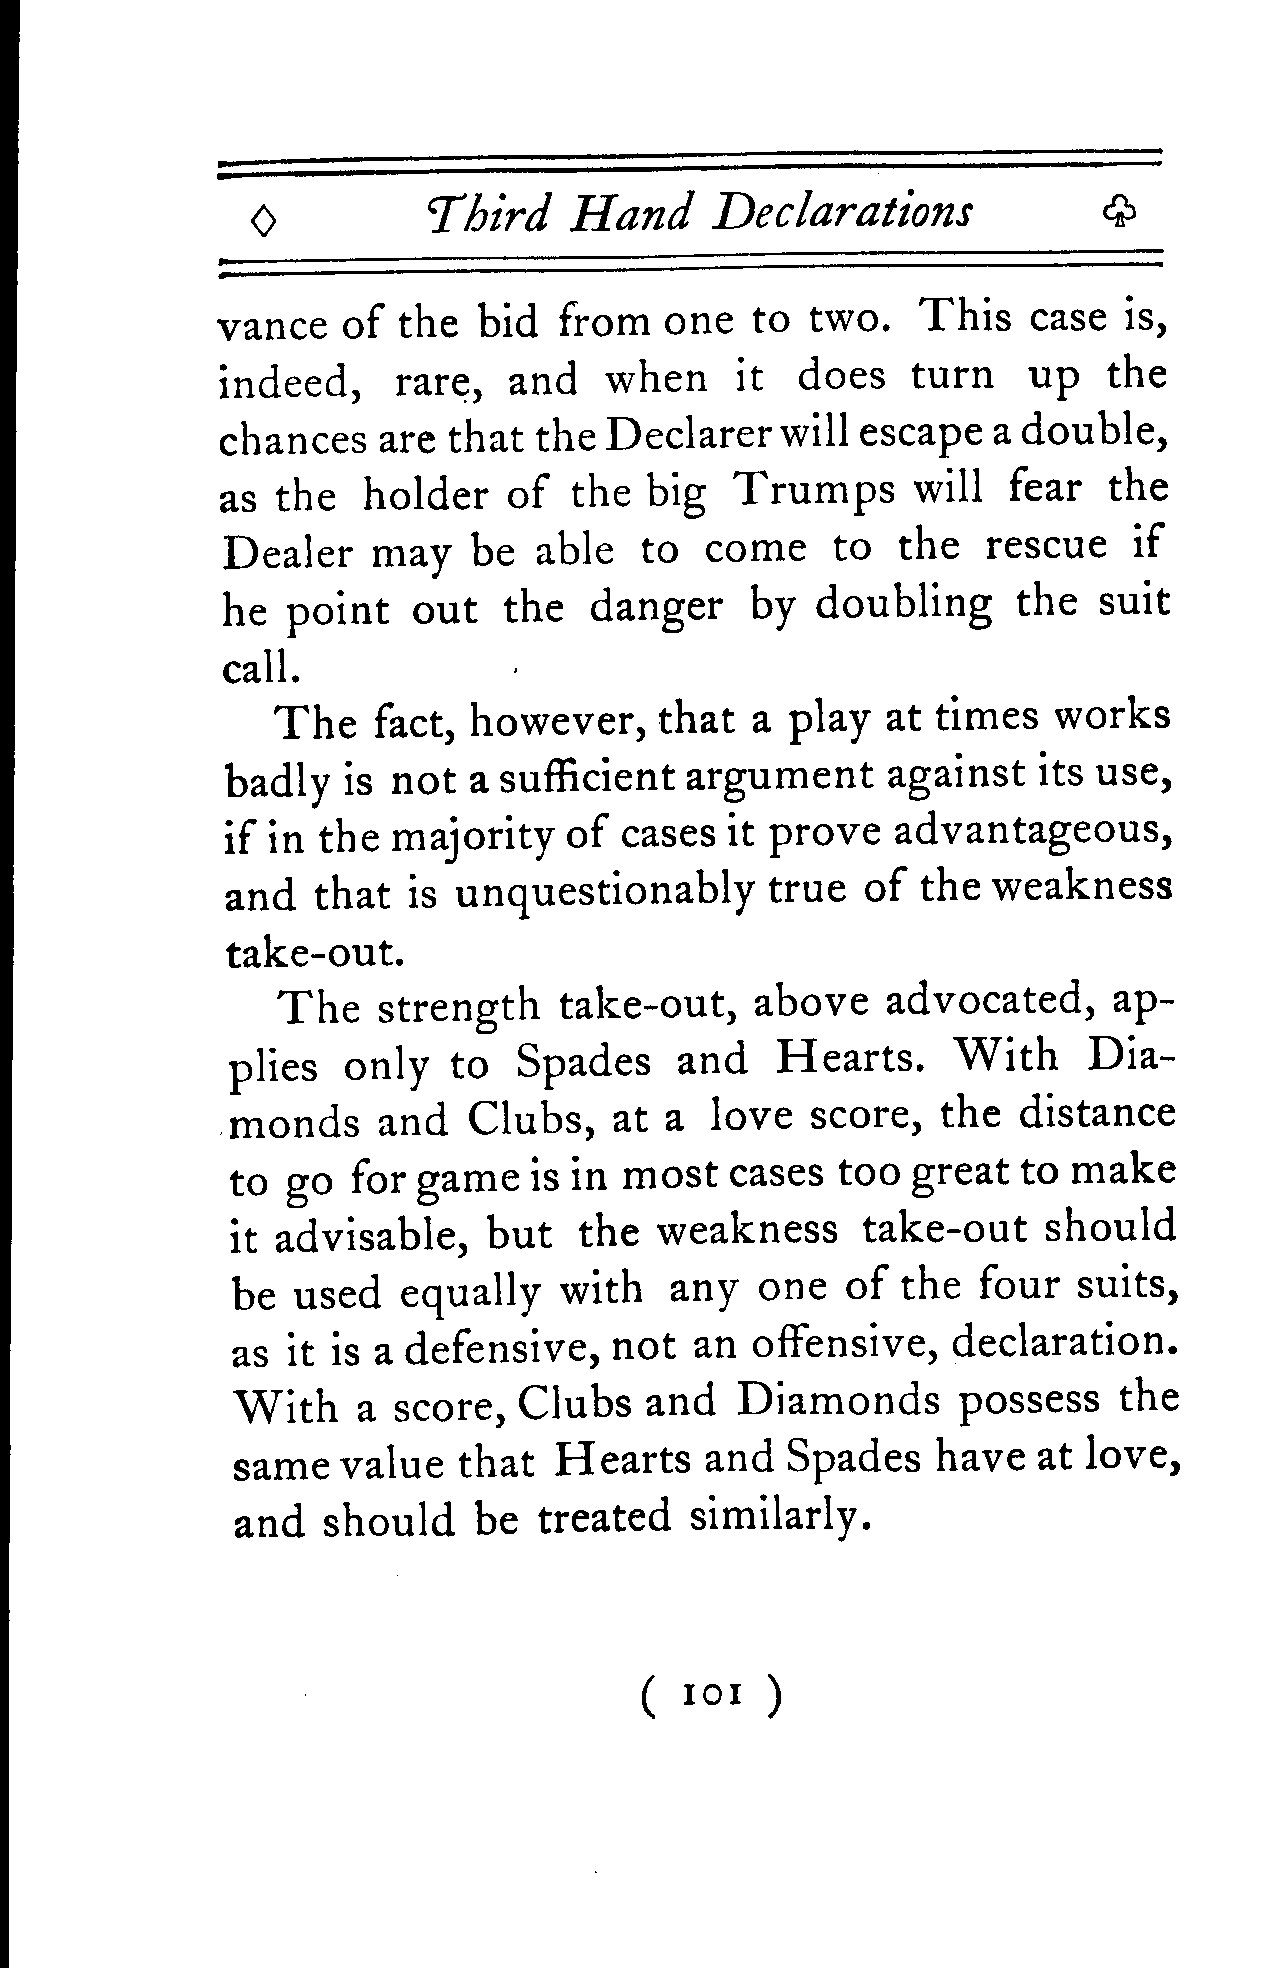 ◊ Third Hand Declarations ♧
vance of the bid from one to two. This case is,
indeed, rare, and when it does turn up the
chances are that the Declarer will escape a double,
as the holder of the big Trumps will fear the
Dealer may be able to come to the rescue if
he point out the danger by doubling the suit
call.
The fact, however, that a play at times works
badly is not a sufficient argument against its use,
if in the majority of cases it prove advantageous,
and that is unquestionably true of the weakness
take-out.
The strength take-out, above advocated, ap-
plies only to Spades and Hearts. With Dia-
monds and Clubs, at a love score, the distance
to go for game is in most cases too great to make
it advisable, but the weakness take-out should
be used equally with any one of the four suits,
as it is a defensive, not an offensive, declaration.
With a score, Clubs and Diamonds possess the
same value that Hearts and Spades have at love,
and should be treated similarly.
( 101 )